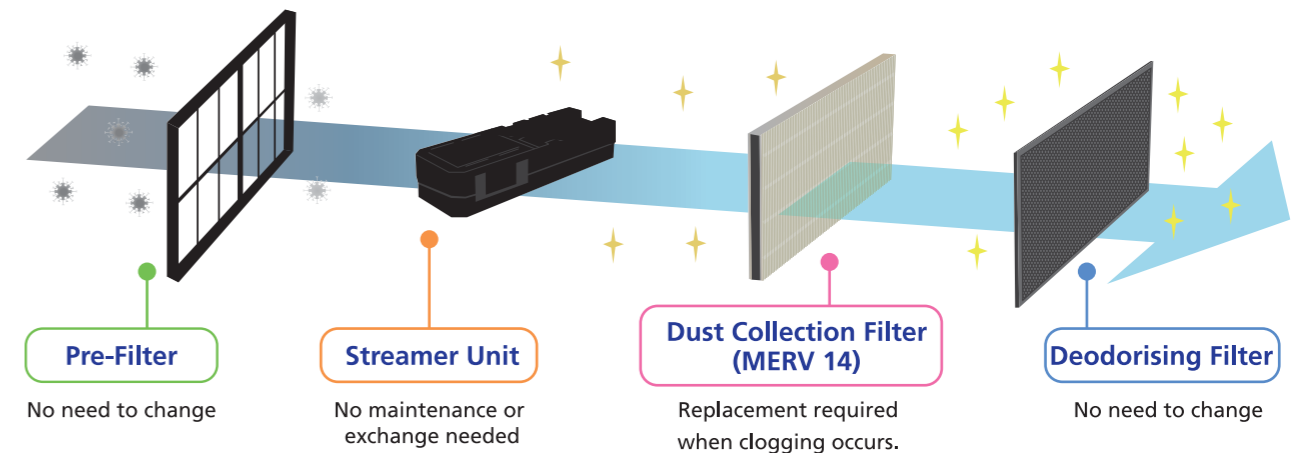 Pre-Filter
No need to change
Streamer Unit
No maintenance or
exchange needed
Dust Collection Filter
(MERV 14)
Replacement required
when clogging occurs.
Deodorising Filter
No need to change